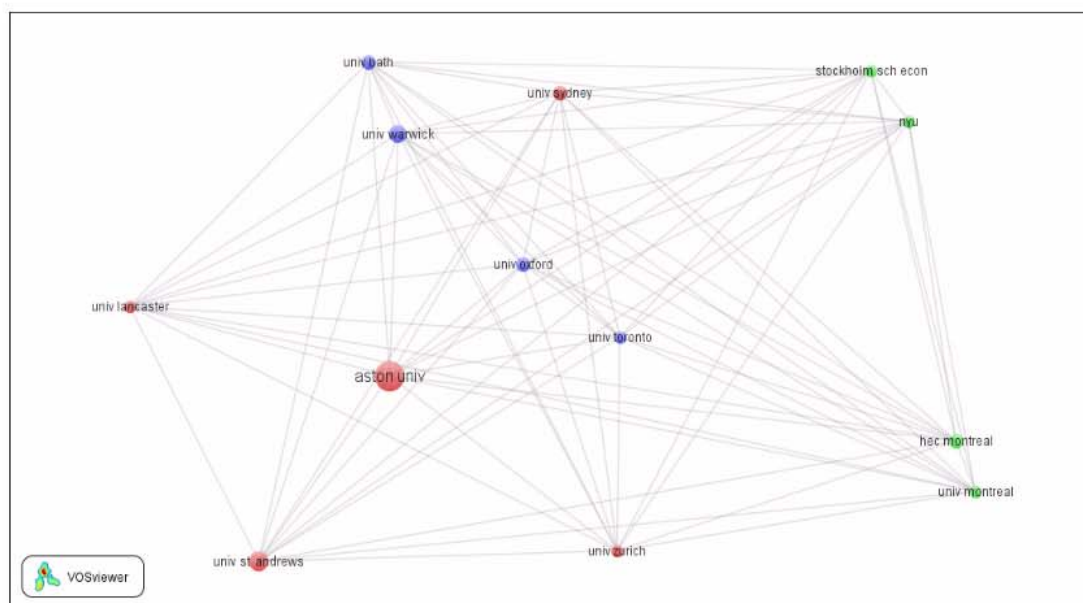 univ bath
stockholm sch econ
univ sydney
nyu
univ warwick
univ oxford
univ lancaster
univ toronto
aston univ
hec montreal
univ montreal
univ zurich
univ st. andrews
VOSviewer